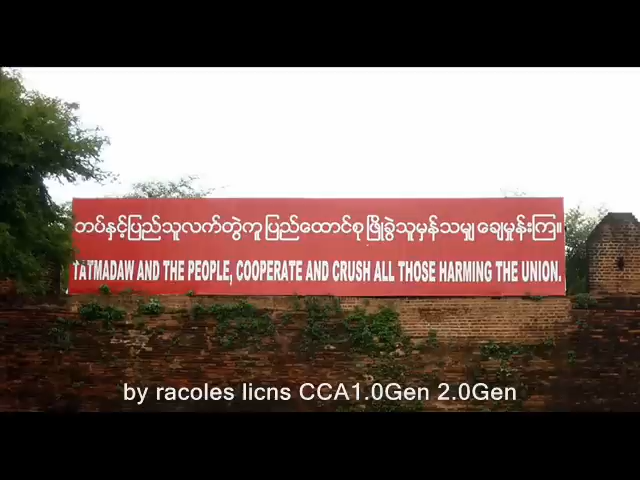 တပ်နှင့်ပြည်သူလက်တွဲကူ ပြည်ထောင်စု ဖြိုခွဲသူမှန်သမျှ ချေမှုန်းကြ။
TATMADAW AND THE PEOPLE, COOPERATE AND CRUSH ALL THOSE HARMING THE UNION.
by racoles licns CCA1.0Gen 2.0Gen